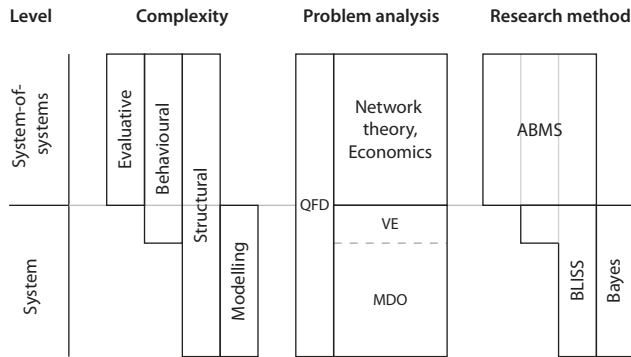 Level
Complexity
Problem analysis
Research method
System-of-
systems
Evaluative
Behavioural
Structural
Network
theory,
Economics
ABMS
QFD
System
Modelling
VE
MDO
BLISS
Bayes